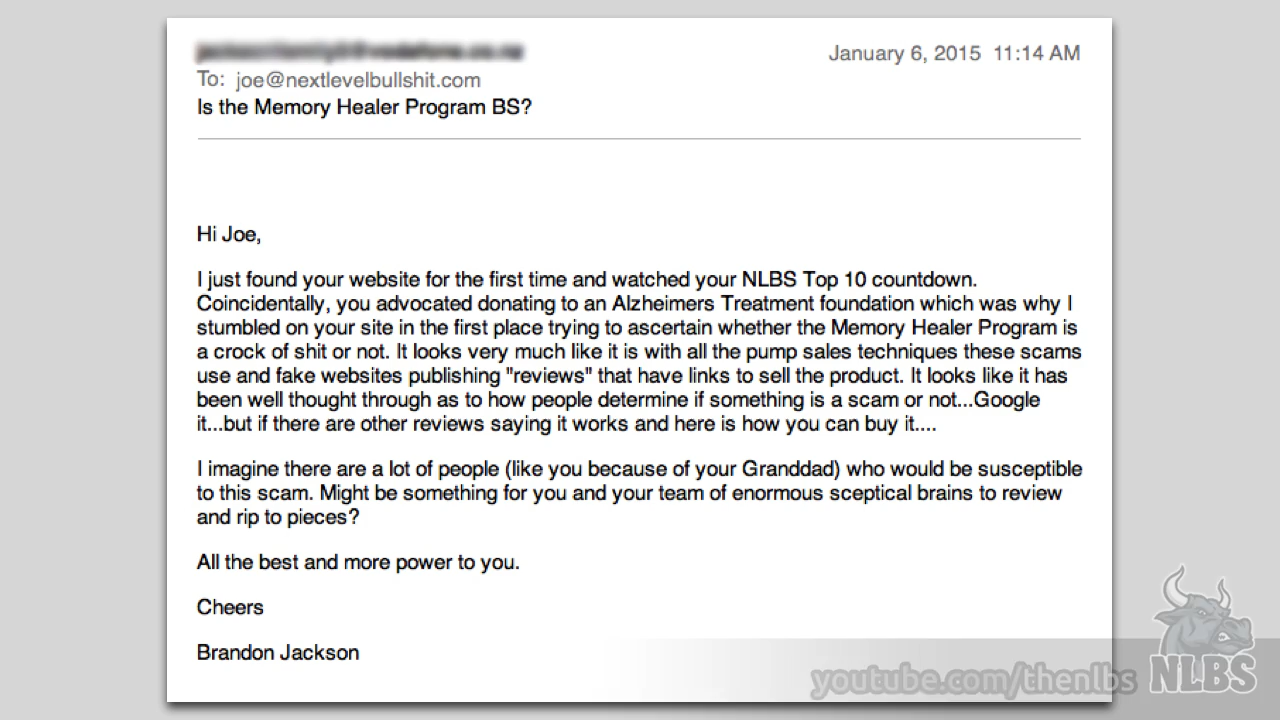 January 6, 2015 11:14 AM
To: joe@nextlevelbullshit.com
Is the Memory Healer Program BS?
Hi Joe,
I just found your website for the first time and watched your NLBS Top 10 countdown.
Coincidentally, you advocated donating to an Alzheimers Treatment foundation which was why I
stumbled on your site in the first place trying to ascertain whether the Memory Healer Program is
a crock of shit or not. It looks very much like it is with all the pump sales techniques these scams
use and fake websites publishing "reviews" that have links to sell the product. It looks like it has
been well thought through as to how people determine if something is a scam or not...Google
it...but if there are other reviews saying it works and here is how you can buy it....
I imagine there are a lot of people (like you because of your Granddad) who would be susceptible
to this scam. Might be something for you and your team of enormous sceptical brains to review
and rip to pieces?
All the best and more power to you.
Cheers
Brandon Jackson
youtube.com/thenlbs
NLBS